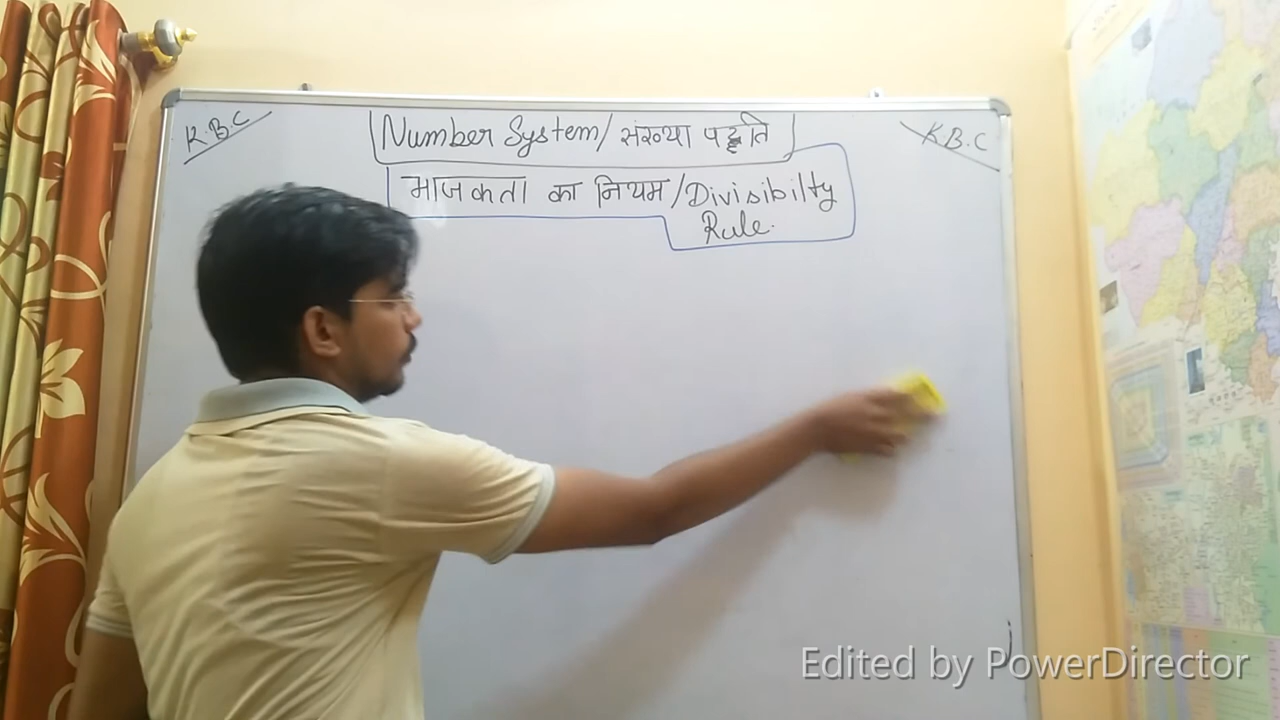 K.B.C
Number System/ संख्या पद्धति
K.B.C
भाजकता का नियम/Divisibilty
Rule.
Edited by PowerDirector